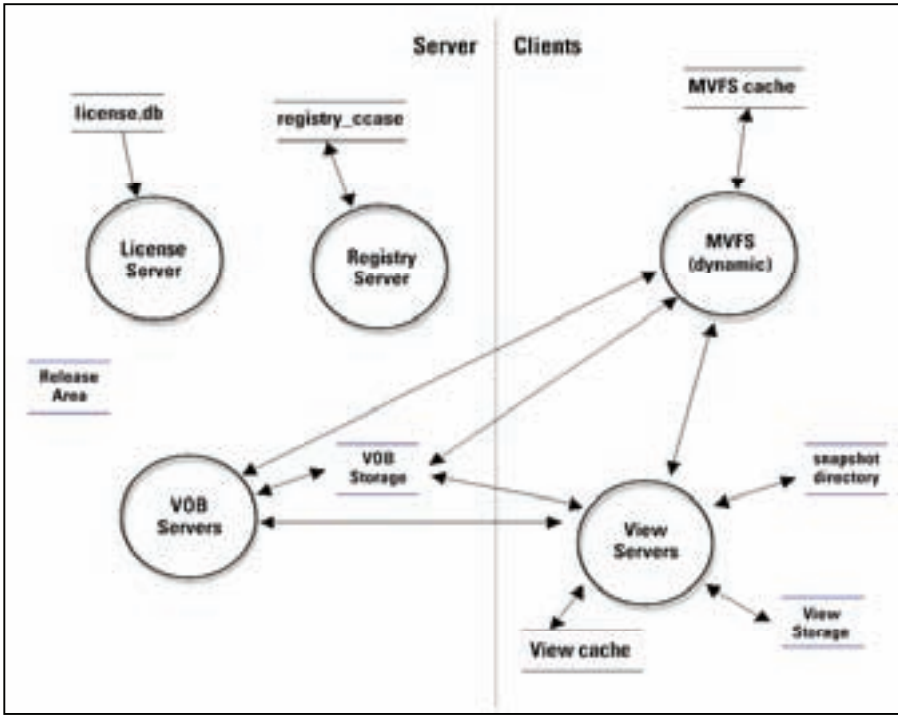 Server
Clients
license.db
registry_ccase
MVFS cache
License
Server
Registry
Server
MVFS
(dynamic)
Release
Area
VOB
Servers
VOB
Storage
snapshot
directory
View
Servers
View cache
View
Storage